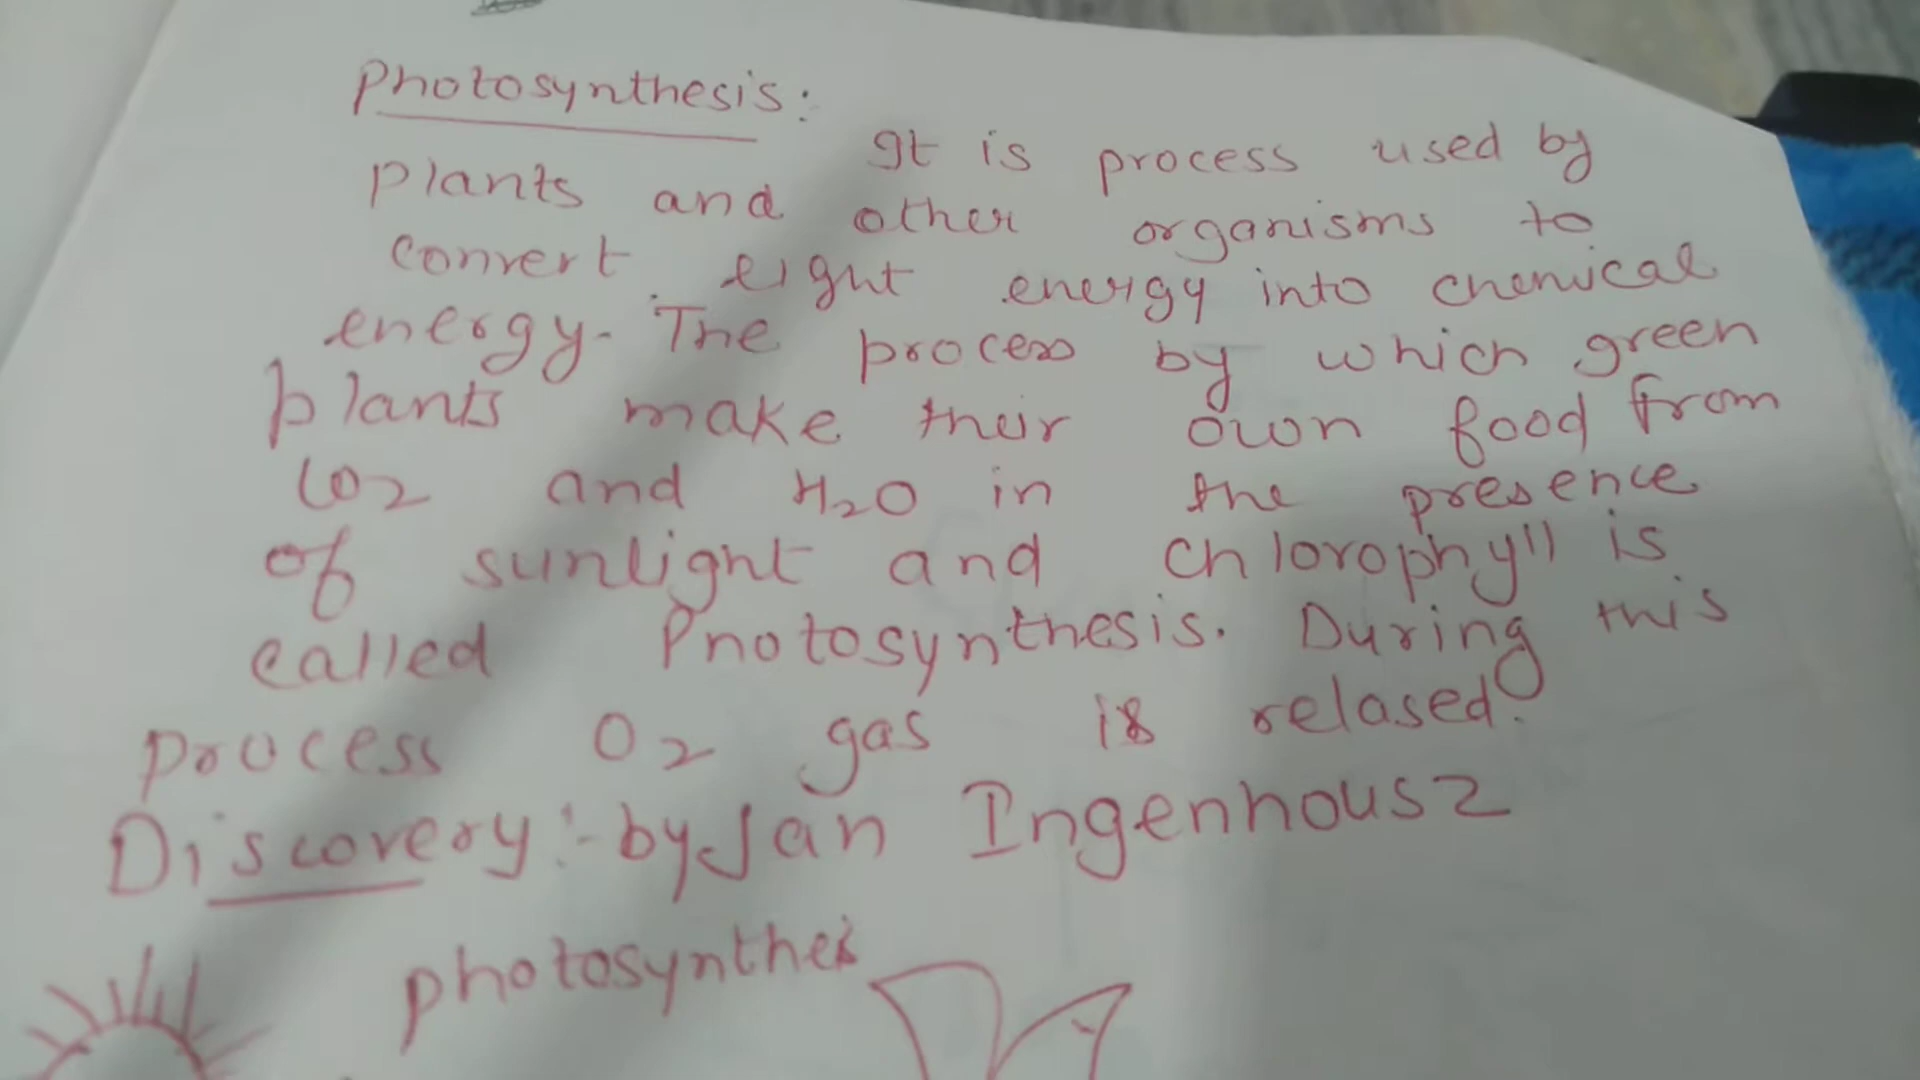 Photosynthesis:
It is process used by
plants and other organisms to
convert light energy into chemical
energy. The process by which green
plants make their own food from
CO2 and H2O in the presence
of sunlight and chlorophyll is
called Photosynthesis. During this
process O2 gas is relased.
Discovery:- by Jan Ingenhousz
photosynthes